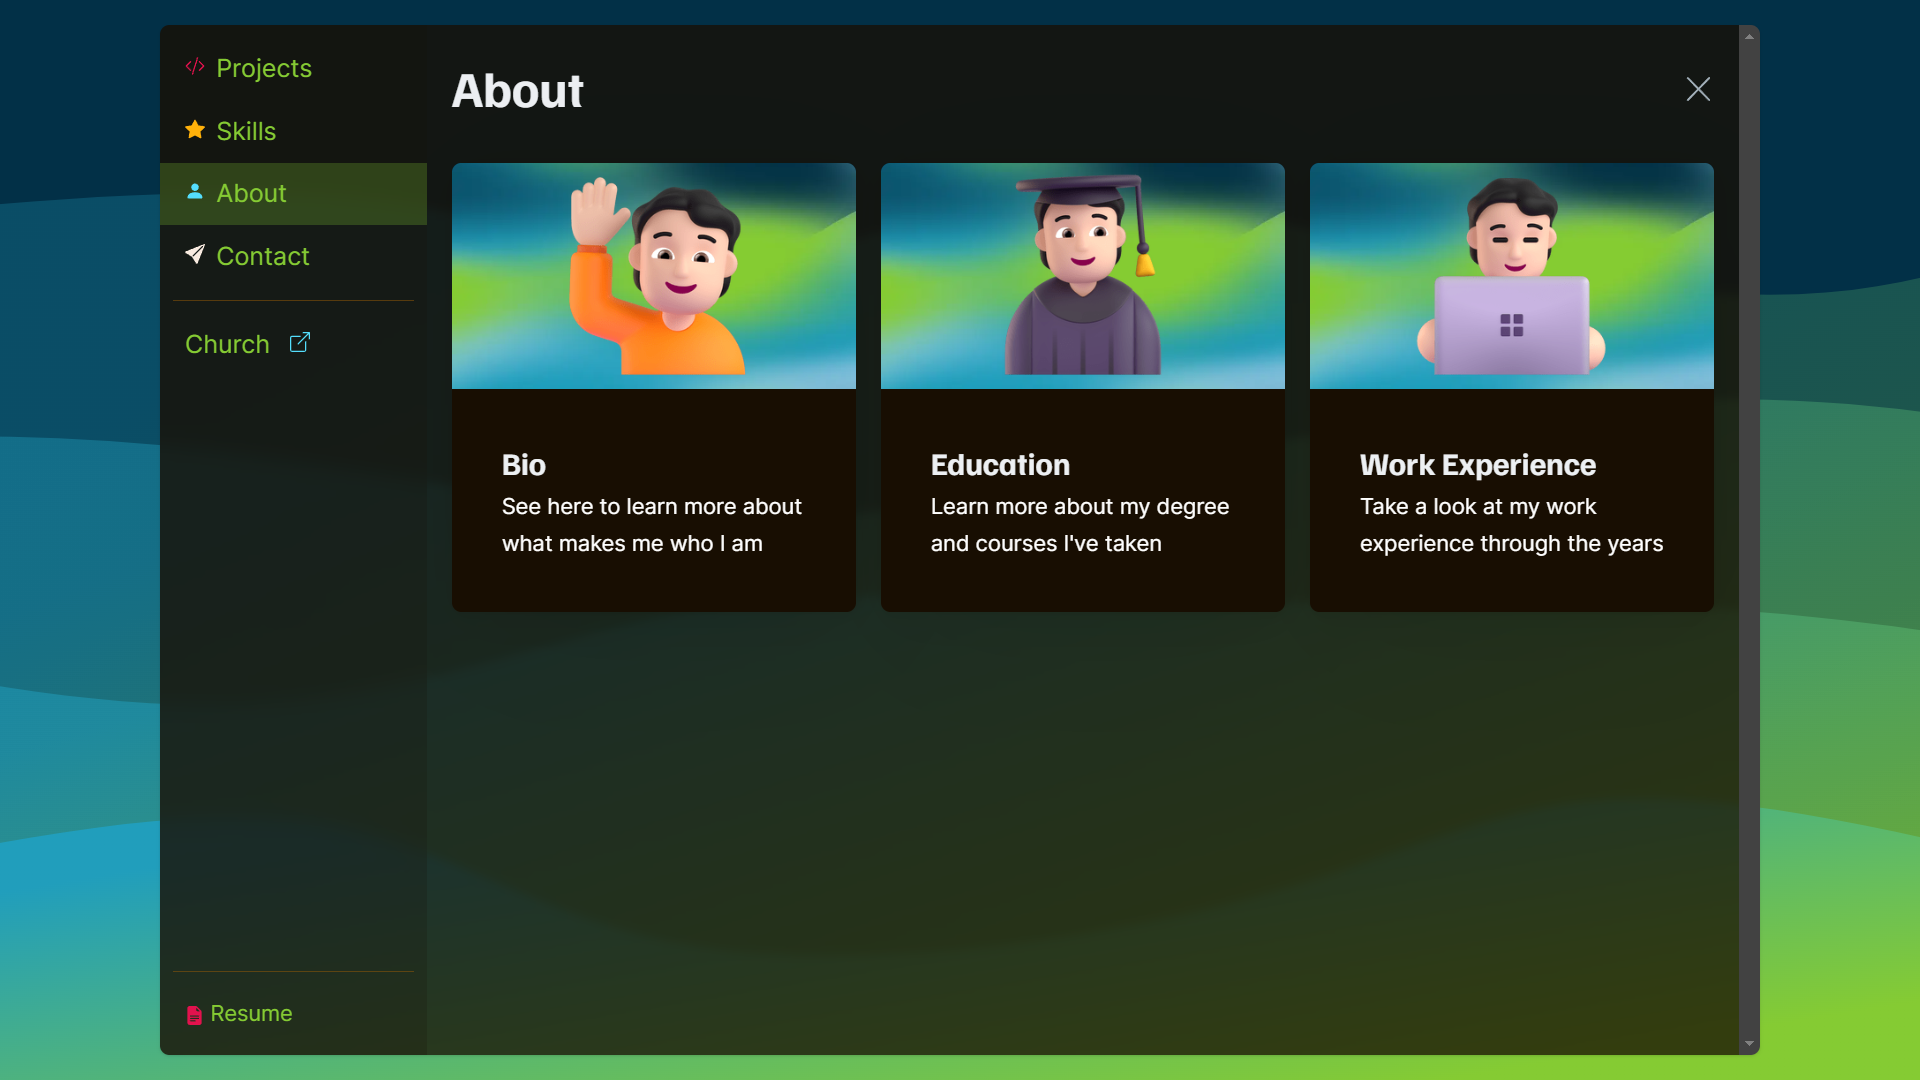 Projects
Skills
About
Contact
Church
Resume
About
Bio
See here to learn more about
what makes me who I am
Education
Learn more about my degree
and courses I've taken
Work Experience
Take a look at my work
experience through the years